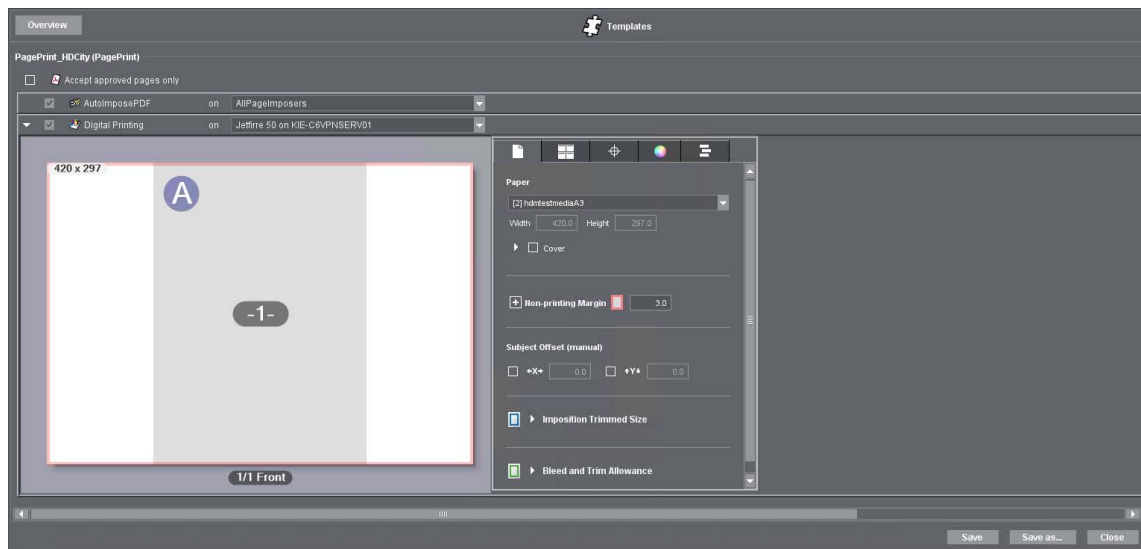 Overview
Templates
PagePrint_HDCity (PagePrint)
Accept approved pages only
AutoImposePDF on AllPageImposers
Digital Printing on Jetfirre 50 on KIE-C6VPNSERV01
420 x 297
A
-1-
1/1 Front
Paper
[2] hdmtestmediaA3
Width 420.0 Height 297.0
Cover
Non-printing Margin 3.0
Subject Offset (manual)
X 0.0 Y 0.0
Imposition Trimmed Size
Bleed and Trim Allowance
Save Save as... Close